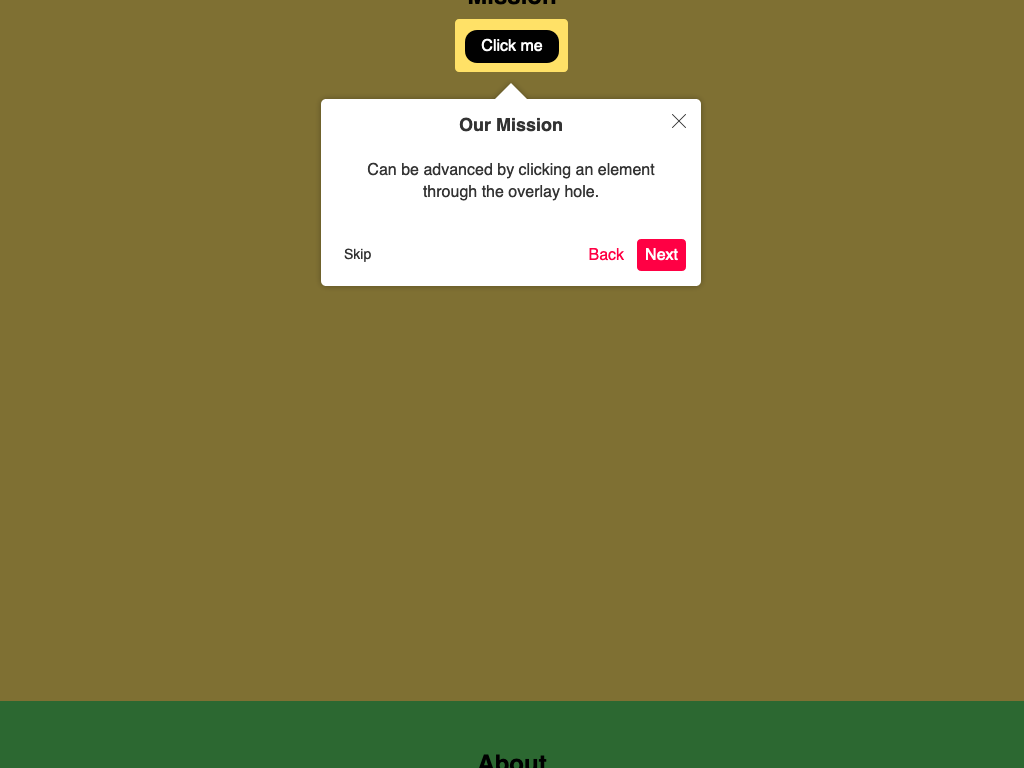 Mission
Click me
Our Mission
Can be advanced by clicking an element
through the overlay hole.
Skip
Back
Next
About